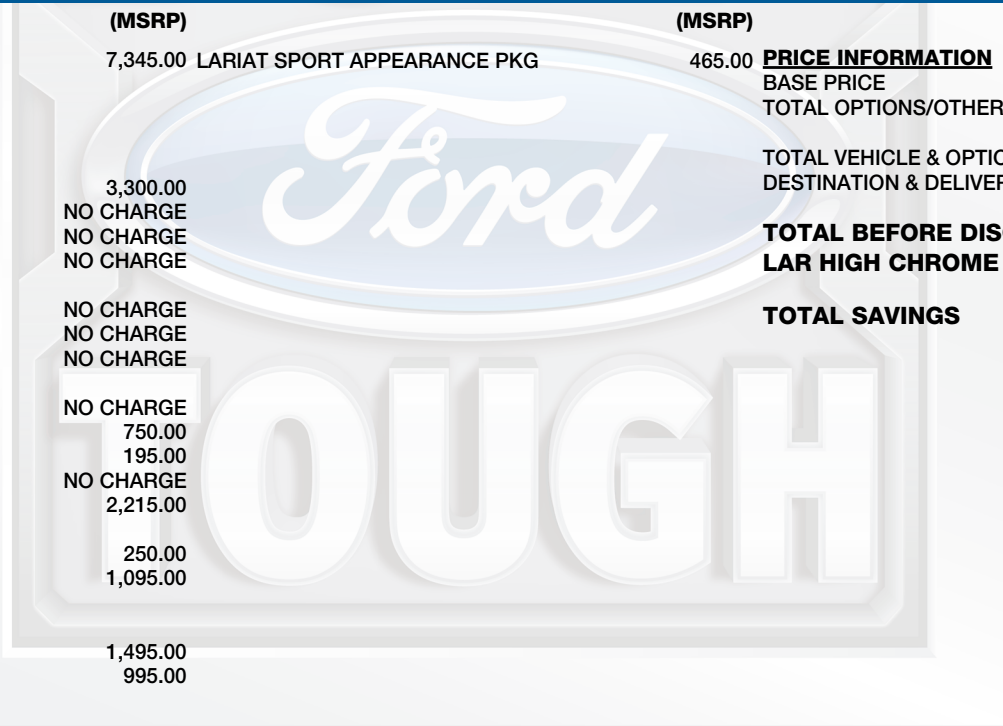 (MSRP)
7,345.00
3,300.00
NO CHARGE
NO CHARGE
NO CHARGE
NO CHARGE
NO CHARGE
NO CHARGE
NO CHARGE
750.00
195.00
NO CHARGE
2,215.00
250.00
1,095.00
1,495.00
995.00
LARIAT SPORT APPEARANCE PKG
(MSRP)
465.00
PRICE INFORMATION
BASE PRICE
TOTAL OPTIONS/OTHER
TOTAL VEHICLE & OPTIO
DESTINATION & DELIVER
TOTAL BEFORE DIS
LAR HIGH CHROME
TOTAL SAVINGS
Ford
TOUGH